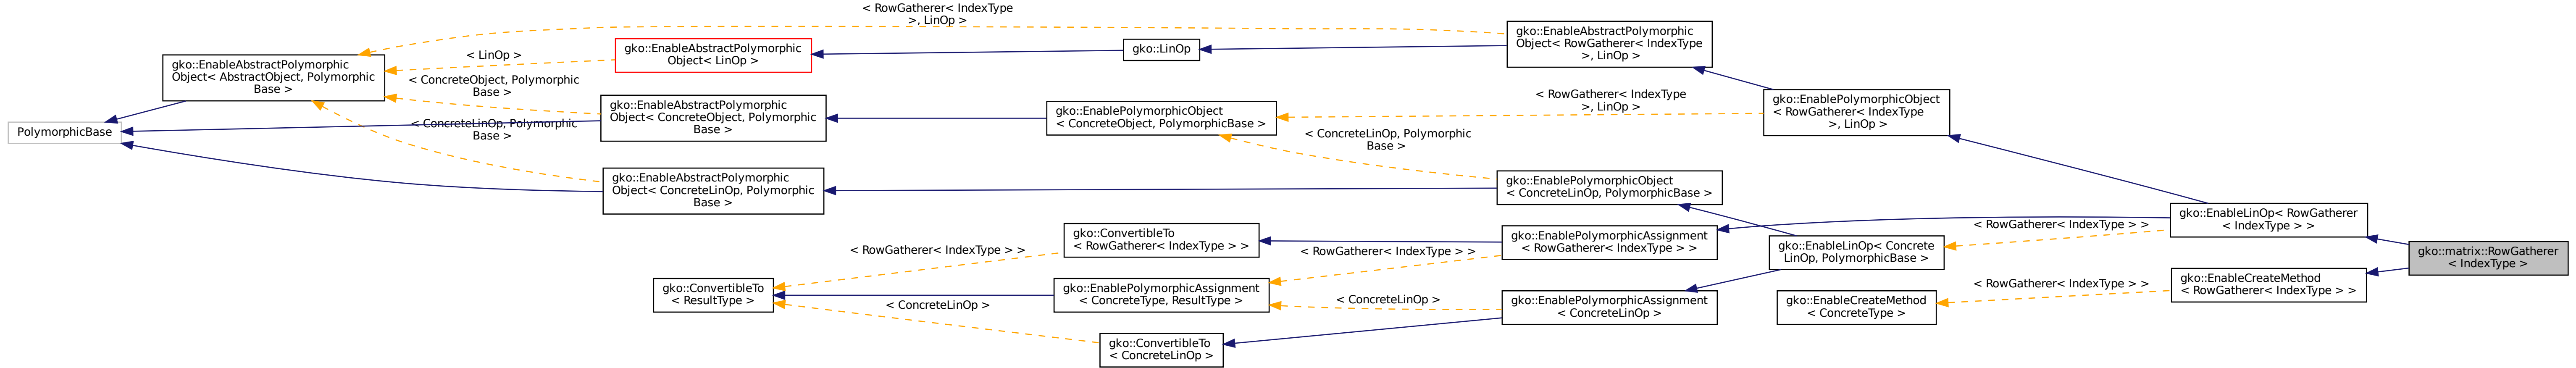 PolymorphicBase
gko::EnableAbstractPolymorphic
Object< AbstractObject, Polymorphic
Base >
< RowGatherer< IndexType
>, LinOp >
< LinOp >
< ConcreteObject, Polymorphic
Base >
< ConcreteLinOp, Polymorphic
Base >
gko::EnableAbstractPolymorphic
Object< LinOp >
gko::EnableAbstractPolymorphic
Object< ConcreteObject, Polymorphic
Base >
gko::EnableAbstractPolymorphic
Object< ConcreteLinOp, Polymorphic
Base >
gko::ConvertibleTo
< ResultType >
< RowGatherer< IndexType > >
< ConcreteLinOp >
gko::LinOp
gko::EnablePolymorphicObject
< ConcreteObject, PolymorphicBase >
gko::ConvertibleTo
< RowGatherer< IndexType > >
gko::EnablePolymorphicAssignment
< ConcreteType, ResultType >
gko::ConvertibleTo
< ConcreteLinOp >
< RowGatherer< IndexType
>, LinOp >
< ConcreteLinOp, Polymorphic
Base >
< RowGatherer< IndexType > >
< ConcreteLinOp >
gko::EnableAbstractPolymorphic
Object< RowGatherer< IndexType
>, LinOp >
gko::EnablePolymorphicObject
< ConcreteLinOp, PolymorphicBase >
gko::EnablePolymorphicAssignment
< RowGatherer< IndexType > >
gko::EnablePolymorphicAssignment
< ConcreteLinOp >
gko::EnablePolymorphicObject
< RowGatherer< IndexType
>, LinOp >
gko::EnableLinOp< Concrete
LinOp, PolymorphicBase >
gko::EnableCreateMethod
< ConcreteType >
< RowGatherer< IndexType > >
< RowGatherer< IndexType > >
gko::EnableLinOp< RowGatherer
< IndexType > >
gko::EnableCreateMethod
< RowGatherer< IndexType > >
gko::matrix::RowGatherer
< IndexType >